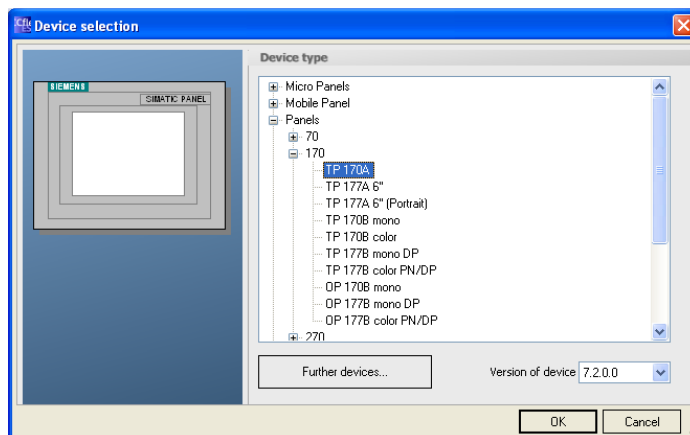 Device selection
SIEMENS
SIMATIC PANEL
Device type
Micro Panels
Mobile Panel
Panels
70
170
TP 170A
TP 177A 6"
TP 177A 6" (Portrait)
TP 170B mono
TP 170B color
TP 177B mono DP
TP 177B color PN/DP
OP 170B mono
OP 177B mono DP
OP 177B color PN/DP
270
Further devices...
Version of device 7.2.0.0
OK Cancel